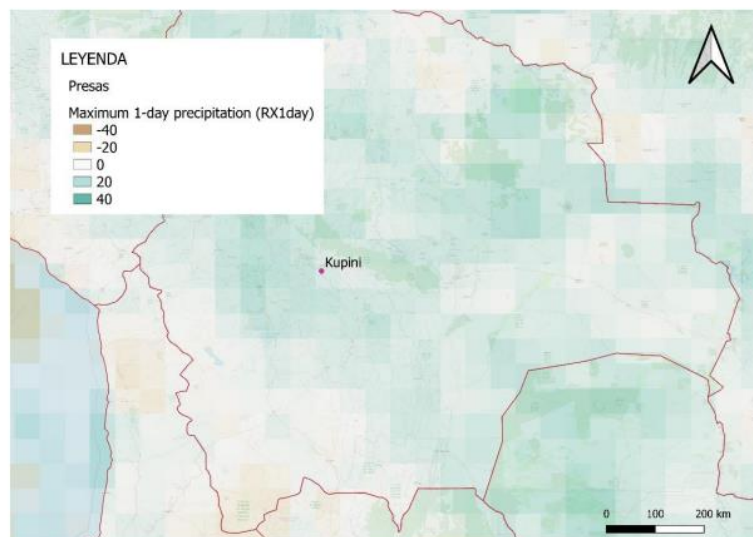 LEYENDA
Presas
Maximum 1-day precipitation (RX1day)
-40
-20
0
20
40
Kupini
0 100 200 km